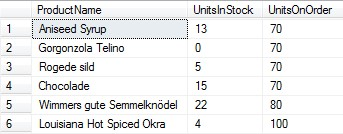 ProductName UnitsInStock UnitsOnOrder
1 Aniseed Syrup 13 70
2 Gorgonzola Telino 0 70
3 Rogede sild 5 70
4 Chocolade 15 70
5 Wimmers gute Semmelknödel 22 80
6 Louisiana Hot Spiced Okra 4 100